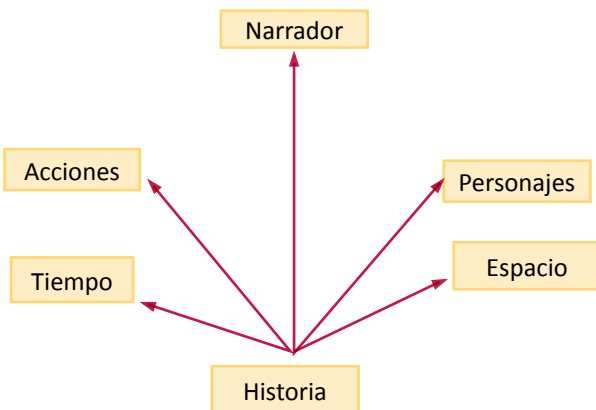 Narrador
Acciones
Personajes
Tiempo
Espacio
Historia